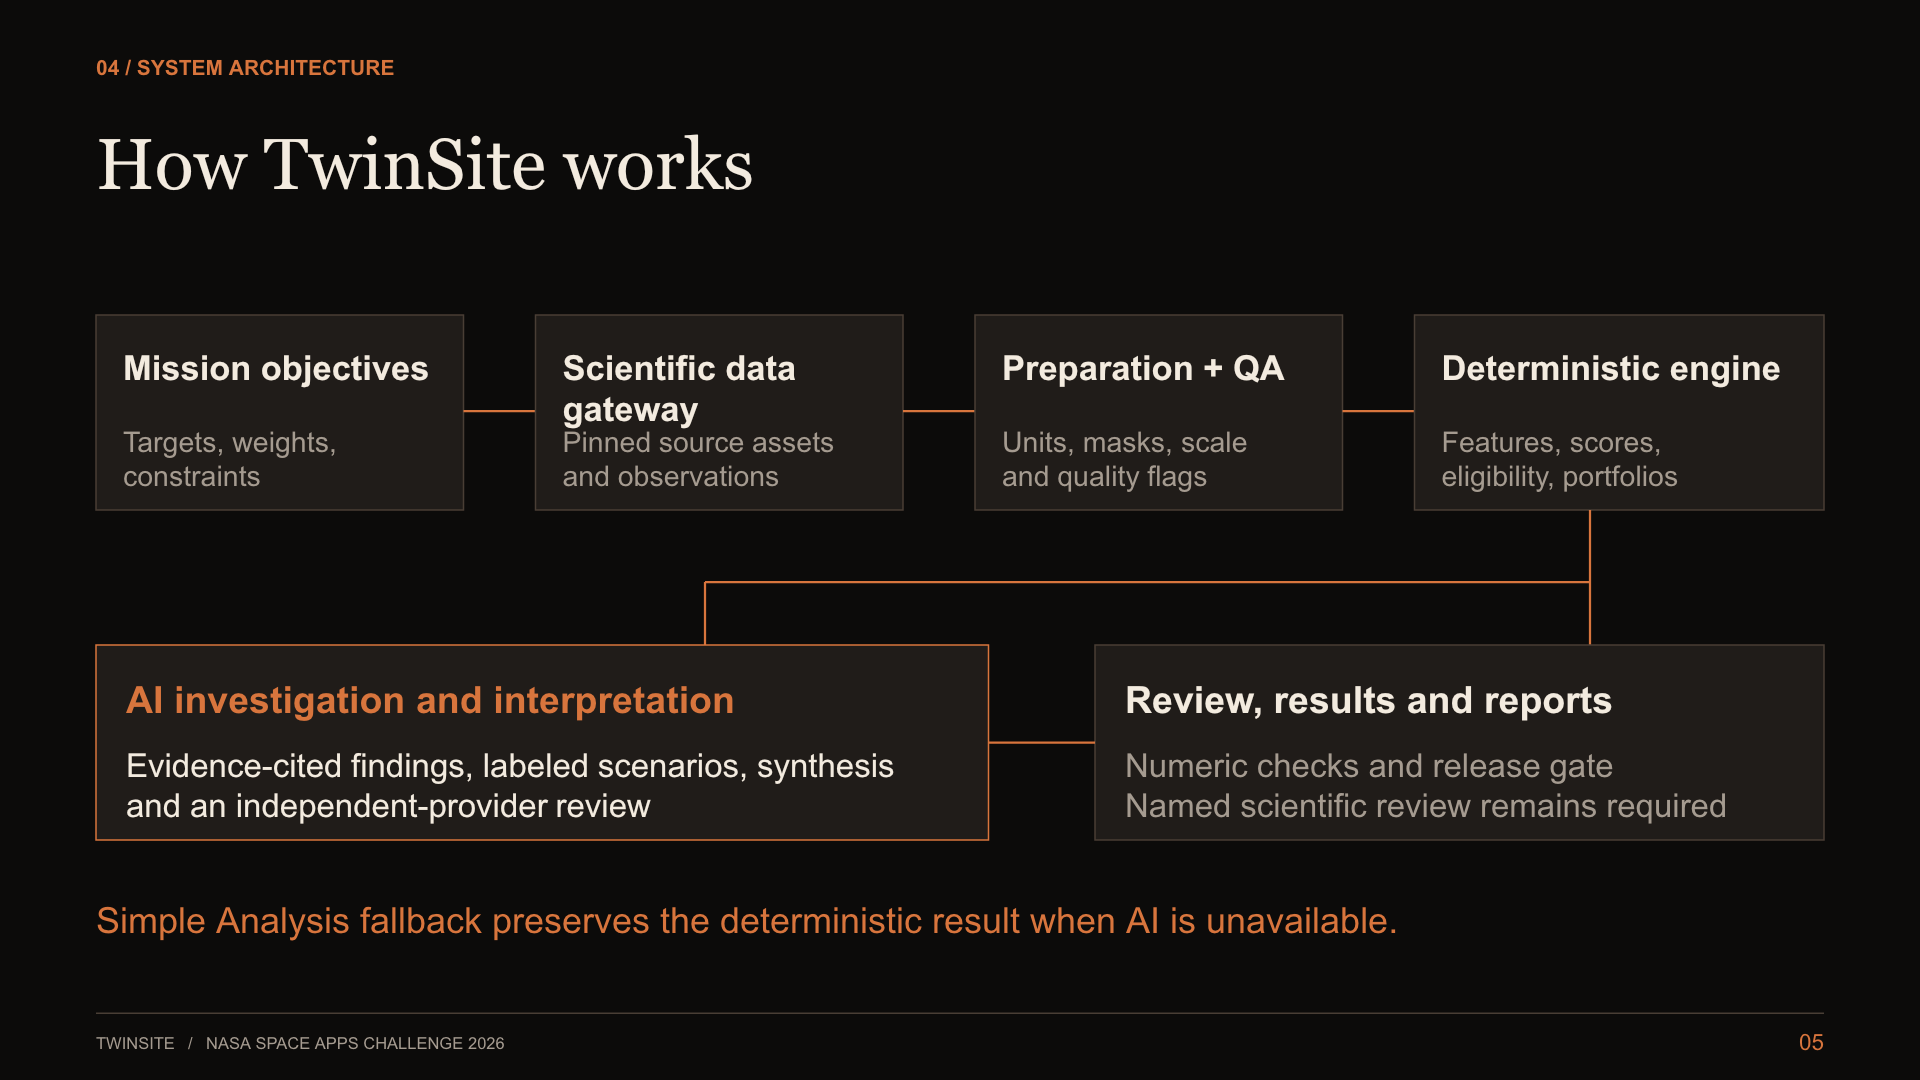 04 / SYSTEM ARCHITECTURE
How TwinSite works
Mission objectives
Targets, weights,
constraints
Scientific data
gateway
Pinned source assets
and observations
Preparation + QA
Units, masks, scale
and quality flags
Deterministic engine
Features, scores,
eligibility, portfolios
AI investigation and interpretation
Evidence-cited findings, labeled scenarios, synthesis
and an independent-provider review
Review, results and reports
Numeric checks and release gate
Named scientific review remains required
Simple Analysis fallback preserves the deterministic result when AI is unavailable.
TWINSITE / NASA SPACE APPS CHALLENGE 2026
05